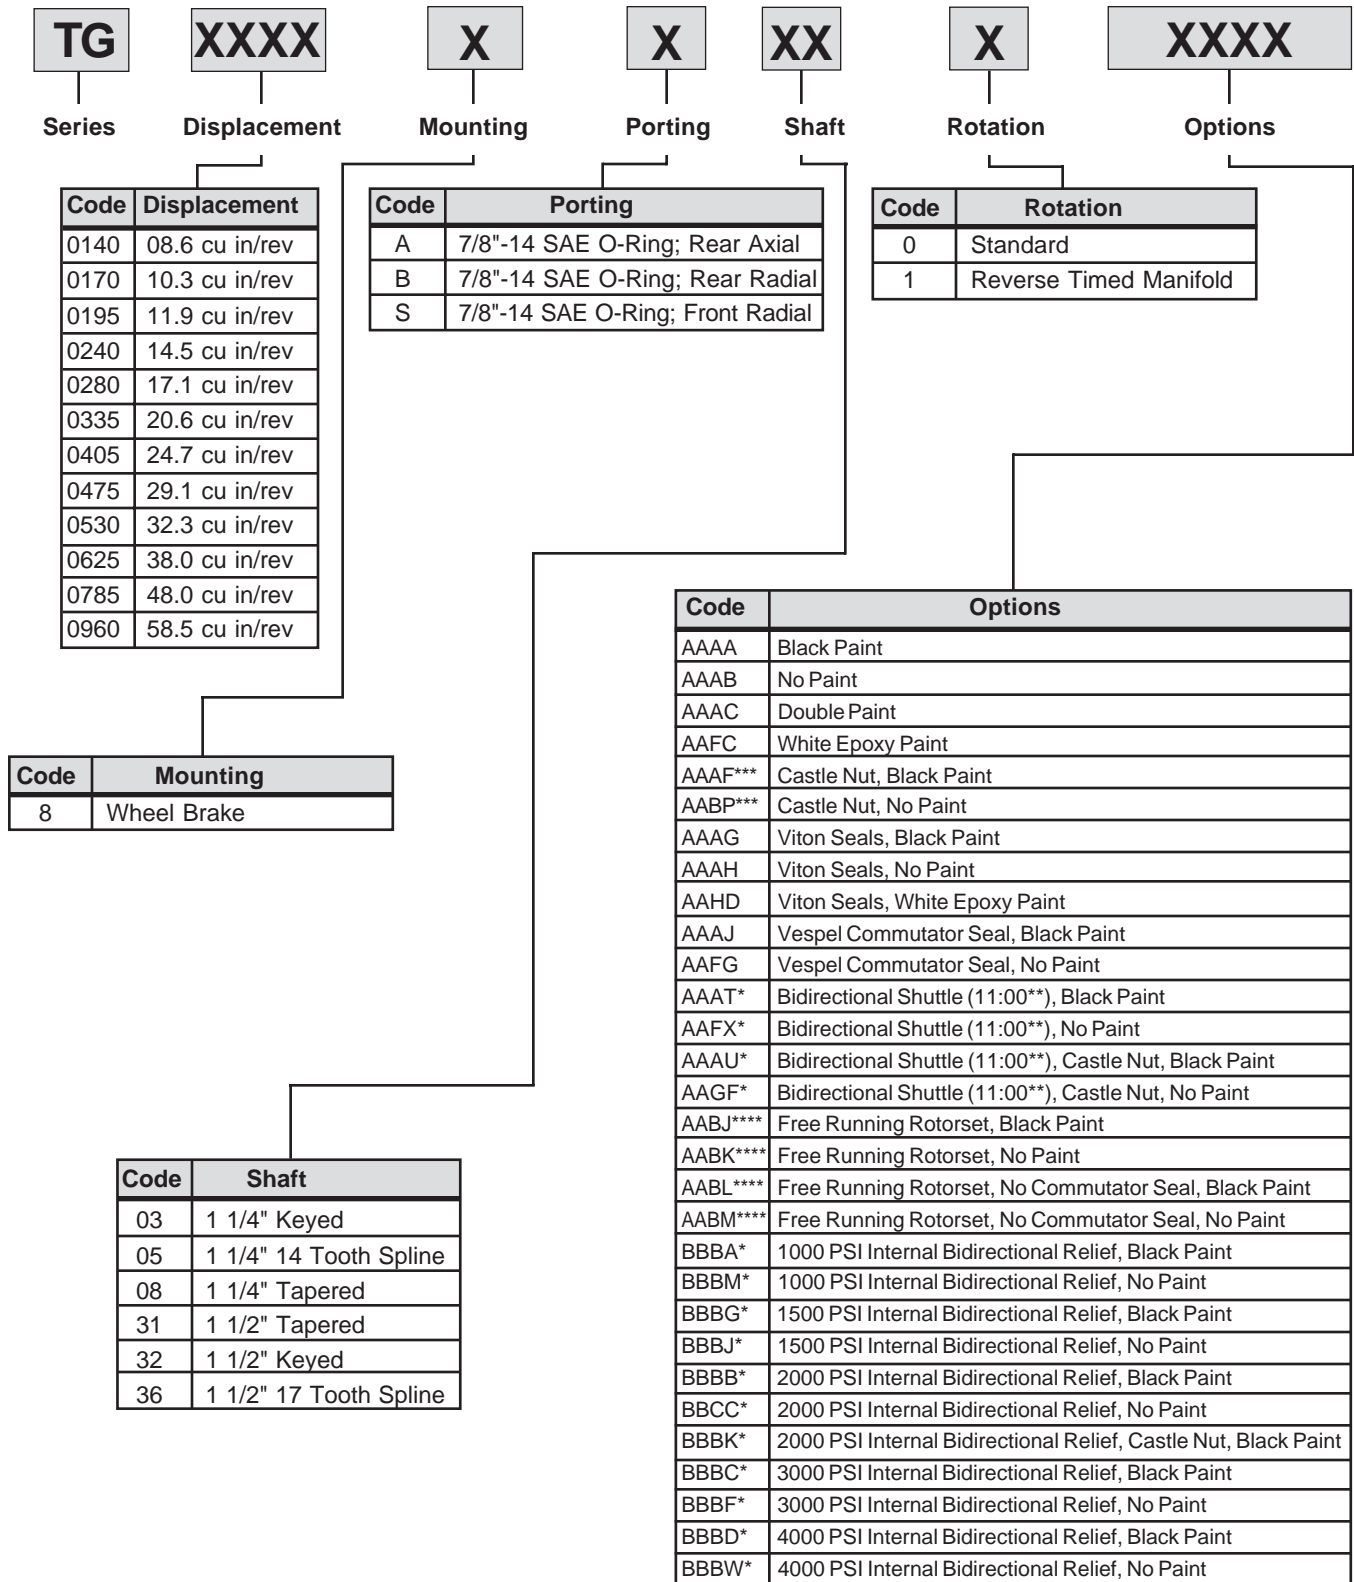 TG XXXX X X XX X XXXX
Series Displacement Mounting Porting Shaft Rotation Options
Code Displacement
0140 08.6 cu in/rev
0170 10.3 cu in/rev
0195 11.9 cu in/rev
0240 14.5 cu in/rev
0280 17.1 cu in/rev
0335 20.6 cu in/rev
0405 24.7 cu in/rev
0475 29.1 cu in/rev
0530 32.3 cu in/rev
0625 38.0 cu in/rev
0785 48.0 cu in/rev
0960 58.5 cu in/rev
Code Porting
A 7/8"-14 SAE O-Ring; Rear Axial
B 7/8"-14 SAE O-Ring; Rear Radial
S 7/8"-14 SAE O-Ring; Front Radial
Code Rotation
0 Standard
1 Reverse Timed Manifold
Code Mounting
8 Wheel Brake
Code Shaft
03 1 1/4" Keyed
05 1 1/4" 14 Tooth Spline
08 1 1/4" Tapered
31 1 1/2" Tapered
32 1 1/2" Keyed
36 1 1/2" 17 Tooth Spline
Code Options
AAAA Black Paint
AAAB No Paint
AAAC Double Paint
AAFC White Epoxy Paint
AAAF*** Castle Nut, Black Paint
AABP*** Castle Nut, No Paint
AAAG Viton Seals, Black Paint
AAAH Viton Seals, No Paint
AAHD Viton Seals, White Epoxy Paint
AAAJ Vespel Commutator Seal, Black Paint
AAFG Vespel Commutator Seal, No Paint
AAAT* Bidirectional Shuttle (11:00**), Black Paint
AAFX* Bidirectional Shuttle (11:00**), No Paint
AAAU* Bidirectional Shuttle (11:00**), Castle Nut, Black Paint
AAGF* Bidirectional Shuttle (11:00**), Castle Nut, No Paint
AABJ**** Free Running Rotorset, Black Paint
AABK**** Free Running Rotorset, No Paint
AABL**** Free Running Rotorset, No Commutator Seal, Black Paint
AABM**** Free Running Rotorset, No Commutator Seal, No Paint
BBBA* 1000 PSI Internal Bidirectional Relief, Black Paint
BBBM* 1000 PSI Internal Bidirectional Relief, No Paint
BBBG* 1500 PSI Internal Bidirectional Relief, Black Paint
BBBJ* 1500 PSI Internal Bidirectional Relief, No Paint
BBBB* 2000 PSI Internal Bidirectional Relief, Black Paint
BBCC* 2000 PSI Internal Bidirectional Relief, No Paint
BBBK* 2000 PSI Internal Bidirectional Relief, Castle Nut, Black Paint
BBBC* 3000 PSI Internal Bidirectional Relief, Black Paint
BBBF* 3000 PSI Internal Bidirectional Relief, No Paint
BBBD* 4000 PSI Internal Bidirectional Relief, Black Paint
BBBW* 4000 PSI Internal Bidirectional Relief, No Paint